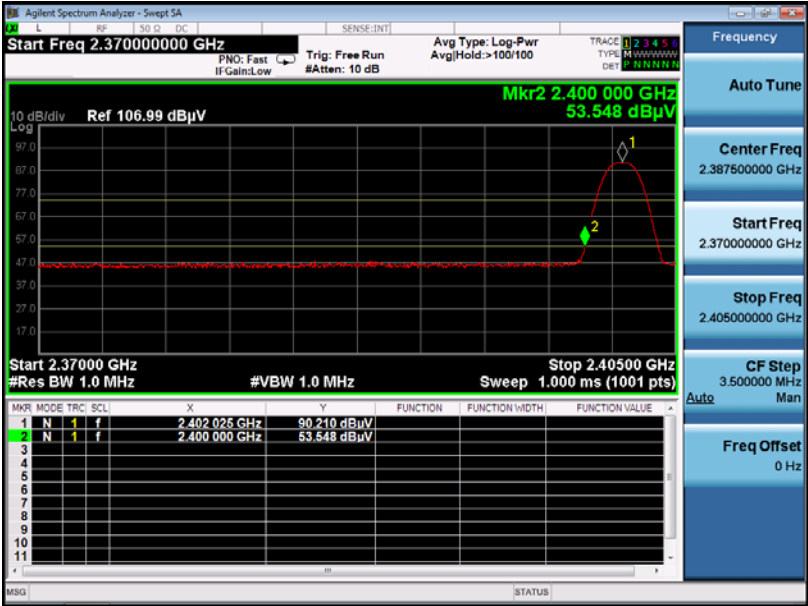 Agilent Spectrum Analyzer - Swept SA
L RF 50 Ω DC SENSE:INT
Start Freq 2.370000000 GHz
PNO: Fast
IFGain:Low
Trig: Free Run
#Atten: 10 dB
Avg Type: Log-Pwr
Avg|Hold:>100/100
TRACE 1 2 3 4 5 6
TYPE M W W W W W
DET P N N N N N
Mkr2 2.400 000 GHz
53.548 dBµV
10 dB/div Ref 106.99 dBµV
Log
97.0
87.0
77.0
67.0
57.0
47.0
37.0
27.0
17.0
1
2
Start 2.37000 GHz Stop 2.40500 GHz
#Res BW 1.0 MHz #VBW 1.0 MHz Sweep 1.000 ms (1001 pts)
MKR MODE TRC SCL X Y FUNCTION FUNCTION WIDTH FUNCTION VALUE
1 N 1 f 2.402 025 GHz 90.210 dBµV
2 N 1 f 2.400 000 GHz 53.548 dBµV
3
4
5
6
7
8
9
10
11
MSG STATUS
Frequency
Auto Tune
Center Freq
2.387500000 GHz
Start Freq
2.370000000 GHz
Stop Freq
2.405000000 GHz
CF Step
3.500000 MHz
Auto Man
Freq Offset
0 Hz